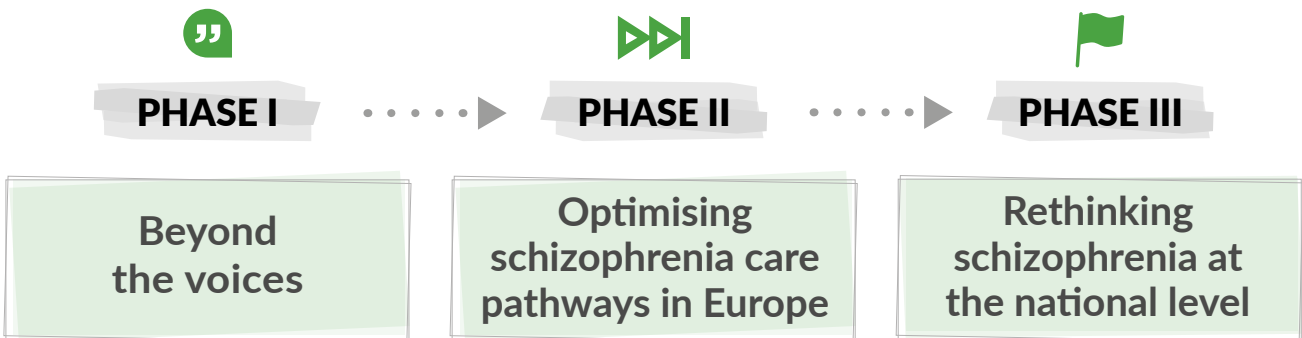 PHASE I
PHASE II
PHASE III
Beyond
the voices
Optimising
schizophrenia care
pathways in Europe
Rethinking
schizophrenia at
the national level